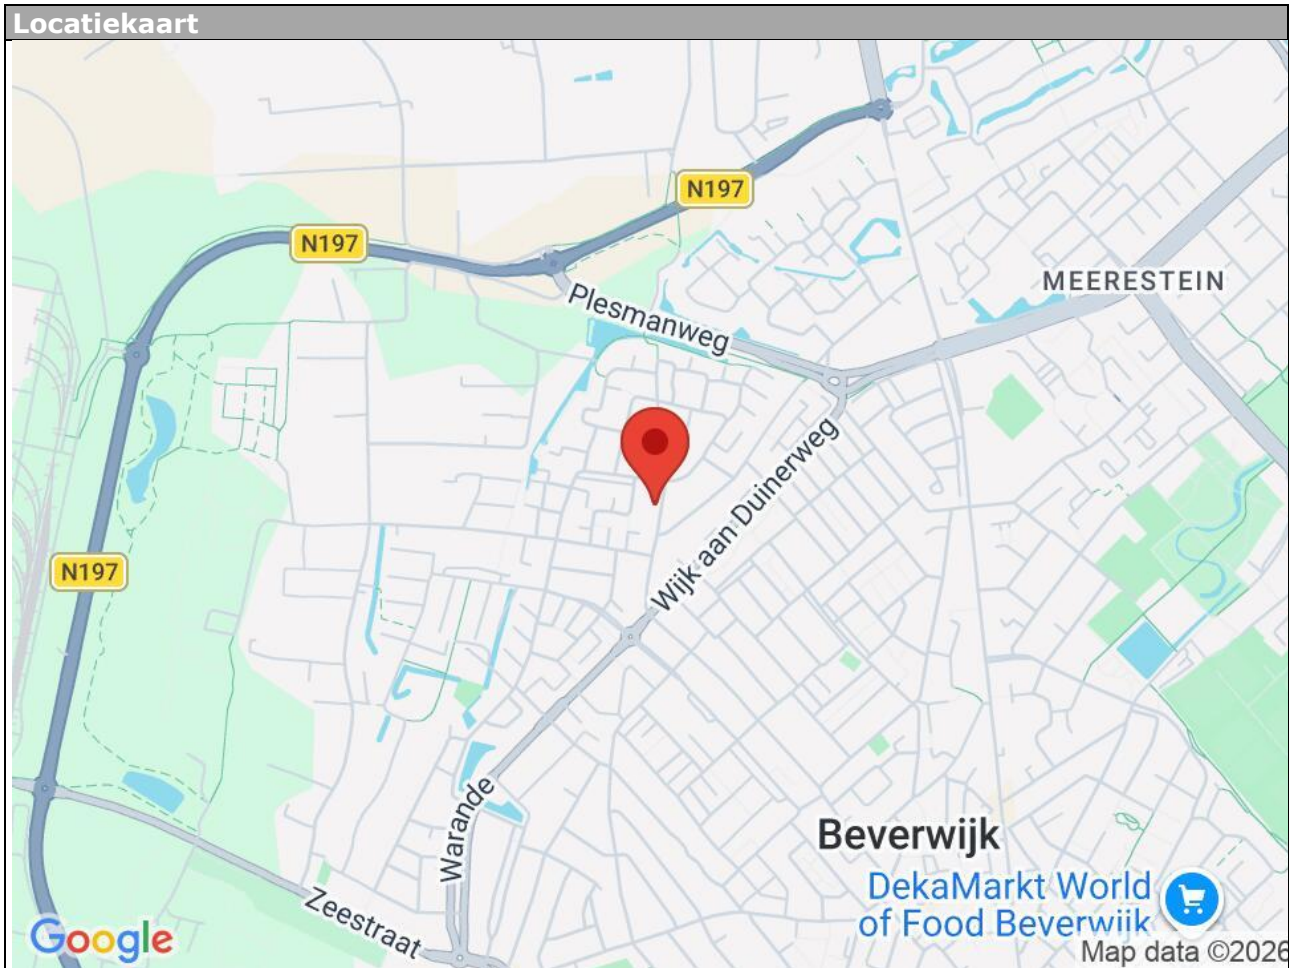 Locatiekaart
N197
N197
MEERESTEIN
Plesmanweg
Wijk aan Duinerweg
N197
Warande
Beverwijk
DekaMarkt World
of Food Beverwijk
Zeestraat
Google
Map data ©2026